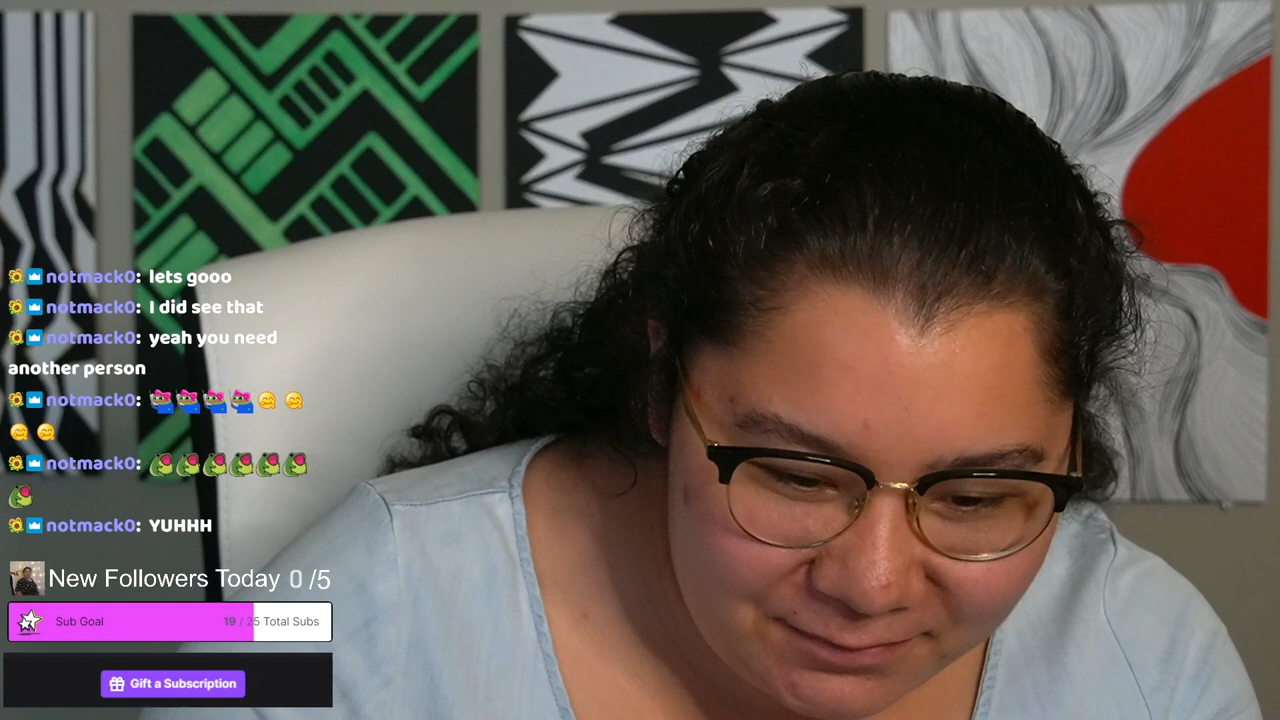 notmack0: lets gooo
notmack0: I did see that
notmack0: yeah you need
another person
notmack0:
notmack0:
notmack0: YUHHH
New Followers Today 0 /5
Sub Goal 19 / 25 Total Subs
Gift a Subscription